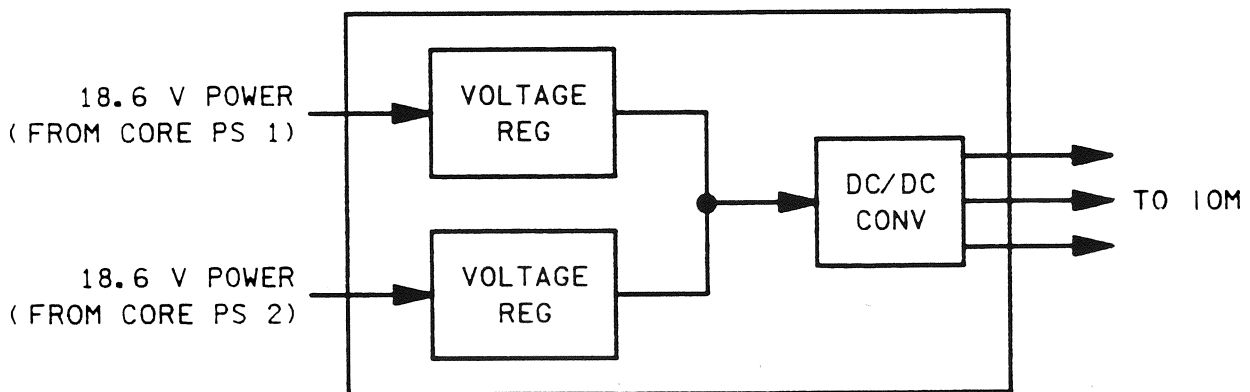 18.6 V POWER
(FROM CORE PS 1)
VOLTAGE
REG
18.6 V POWER
(FROM CORE PS 2)
VOLTAGE
REG
DC/DC
CONV
TO IOM